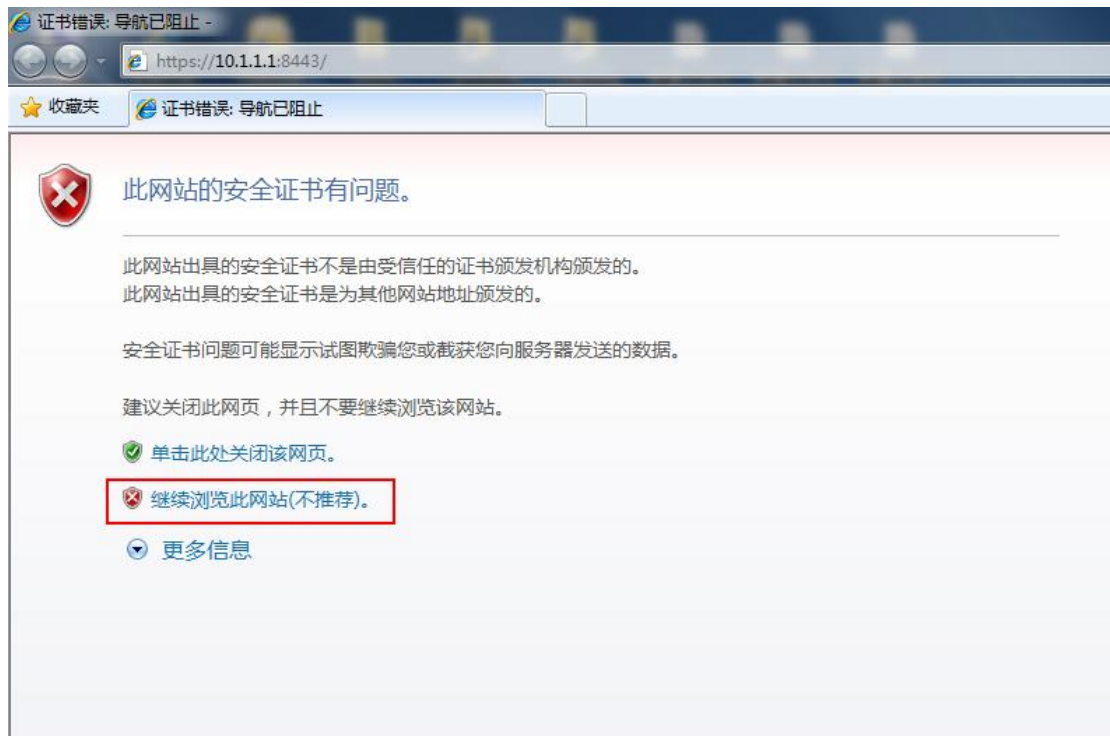 证书错误: 导航已阻止 -
https://10.1.1.1:8443/
收藏夹
证书错误: 导航已阻止
此网站的安全证书有问题。
此网站出具的安全证书不是由受信任的证书颁发机构颁发的。
此网站出具的安全证书是为其他网站地址颁发的。
安全证书问题可能显示试图欺骗您或截获您向服务器发送的数据。
建议关闭此网页，并且不要继续浏览该网站。
单击此处关闭该网页。
继续浏览此网站(不推荐)。
更多信息